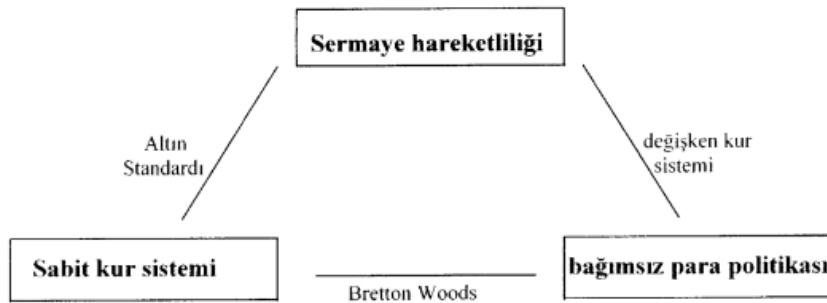 Sermaye hareketliliği
Altın
Standardı
değişken kur
sistemi
Sabit kur sistemi
bağımsız para politikası
Bretton Woods